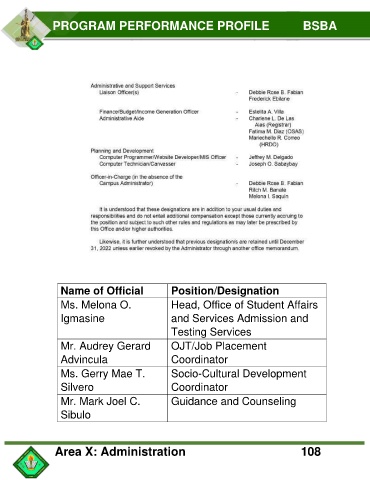 PROGRAM PERFORMANCE PROFILE BSBA
Administrative and Support Services
Liaison Officer(s) - Debbie Rose B. Fabian
Frederick Ebilane
Finance/Budget/Income Generation Officer - Estelita A. Villa
Administrative Aide - Charlene L. De Las
Alas (Registrar)
Fatima M. Diaz (OSAS)
Mariechelle R. Correo
(HRDO)
Planning and Development
Computer Programmer/Website Developer/MIS Officer - Jeffrey M. Delgado
Computer Technician/Canvasser - Joseph O. Sabaybay
Officer-in-Charge (in the absence of the
Campus Administrator) - Debbie Rose B. Fabian
Ritch M. Banate
Melona I. Saquin
It is understood that these designations are in addition to your usual duties and
responsibilities and do not entail additional compensation except those currently accruing to
the position and subject to such other rules and regulations as may later be prescribed by
this Office and/or higher authorities.
Likewise, it is further understood that previous designation/s are retained until December
31, 2022 unless earlier revoked by the Administrator through another office memorandum.
Name of Official Position/Designation
Ms. Melona O. Head, Office of Student Affairs
Igmasine and Services Admission and
Testing Services
Mr. Audrey Gerard OJT/Job Placement
Advincula Coordinator
Ms. Gerry Mae T. Socio-Cultural Development
Silvero Coordinator
Mr. Mark Joel C. Guidance and Counseling
Sibulo
Area X: Administration 108